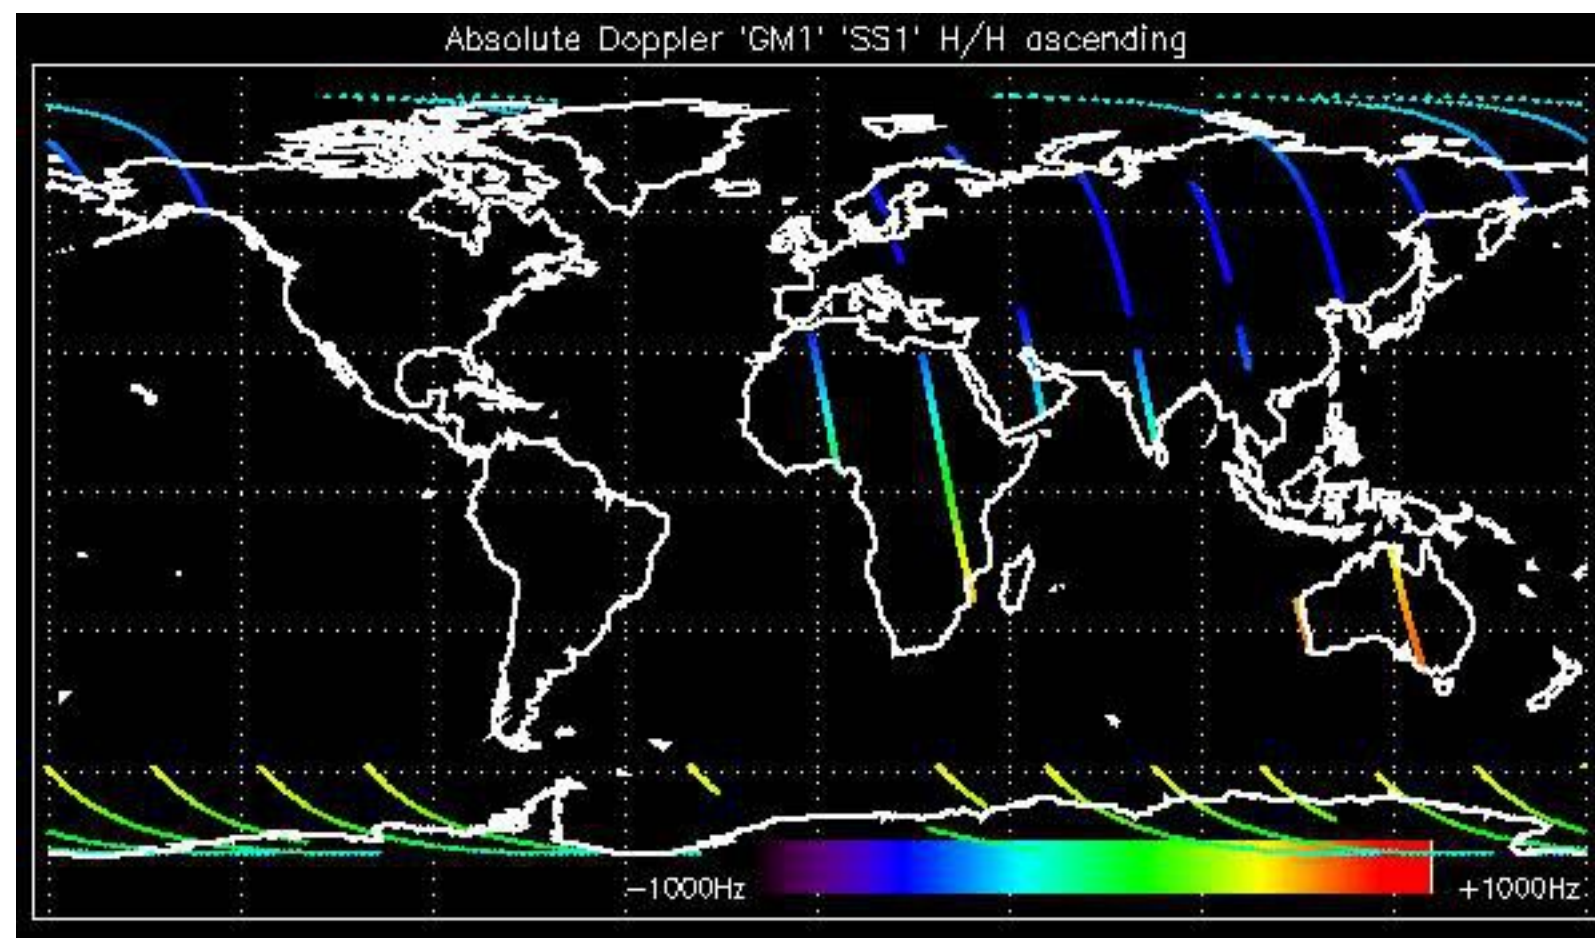 Absolute Doppler 'GM1' 'SS1' H/H ascending
−1000Hz
+1000Hz